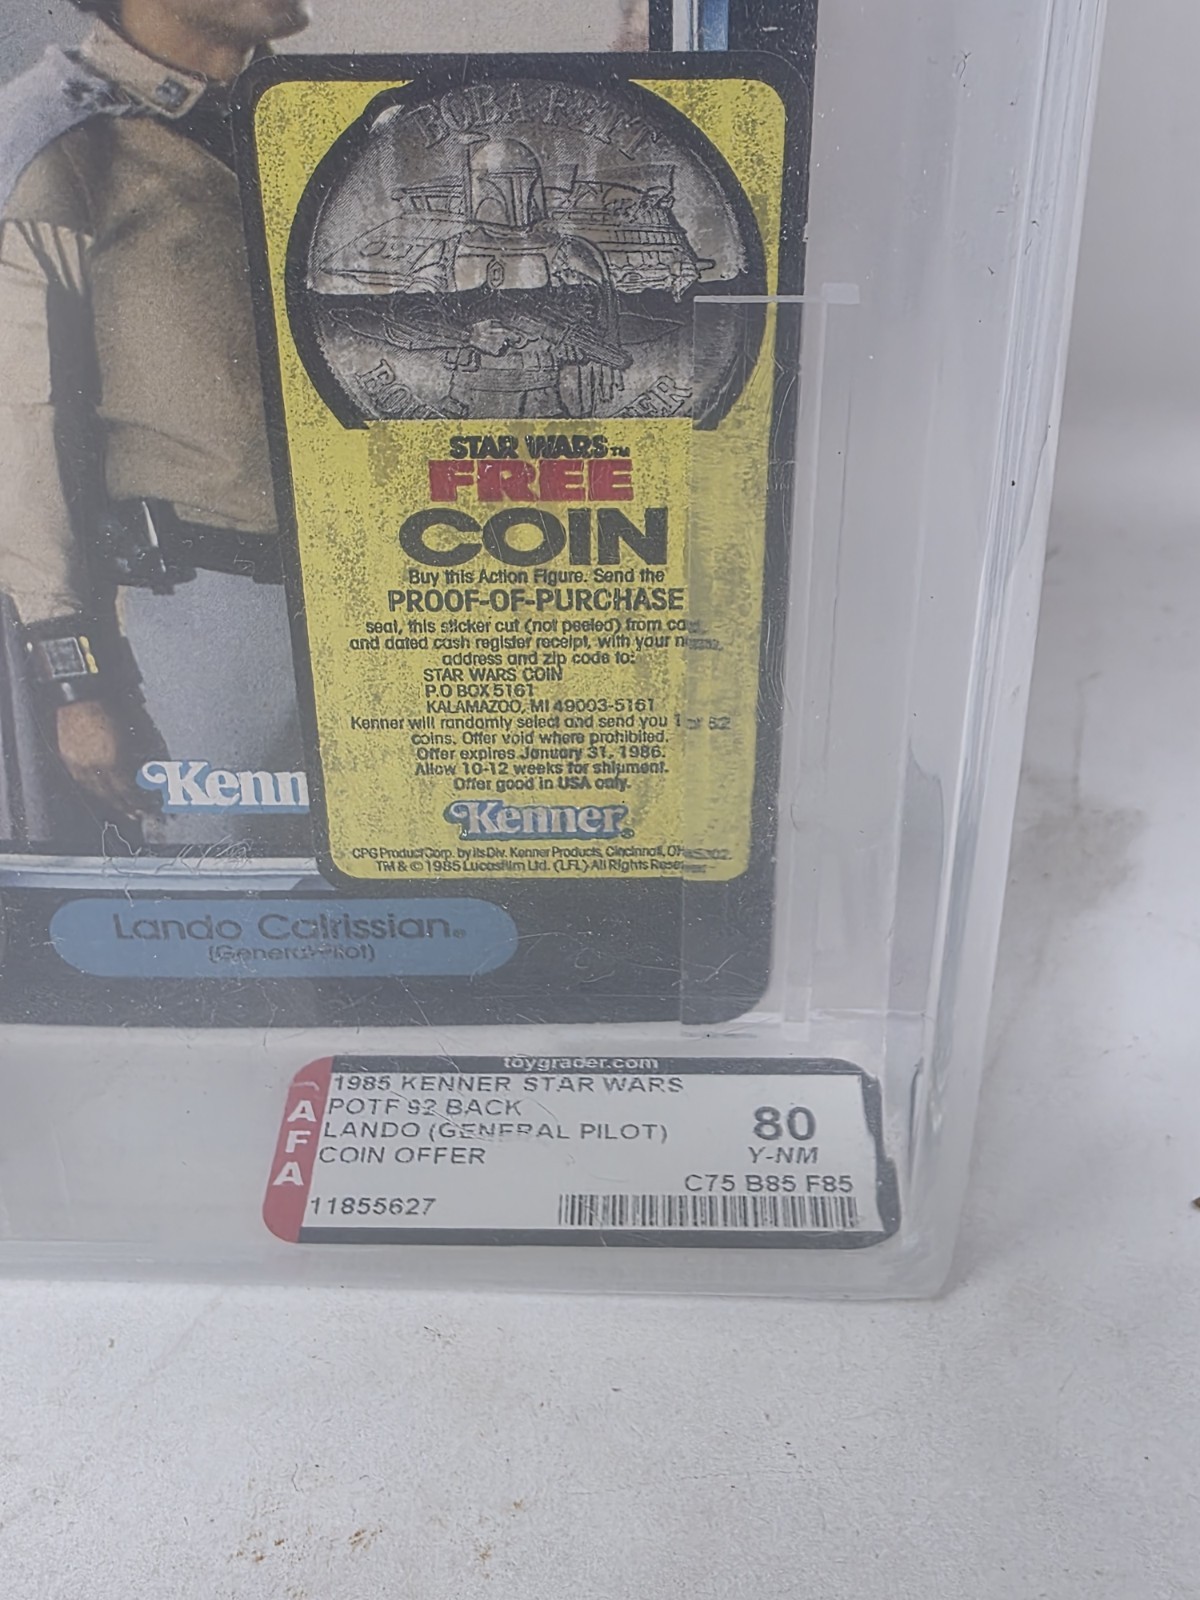 BOBA FETT
STAR WARS™
FREE
COIN
Buy this Action Figure. Send the
PROOF-OF-PURCHASE
seal, this sticker cut (not peeled) from
and dated cash register receipt, with your
address and zip code to:
STAR WARS COIN
P.O BOX 5161
KALAMAZOO, MI 49003-5161
Kenner will randomly select and send you 1 of 62
coins. Offer void where prohibited.
Offer expires January 31, 1986.
Allow 10-12 weeks for shipment.
Offer good in USA only.
Kenn
Kenner®
CPG Product Corp. by its Div. Kenner Products, Cincinnati, OH
TM & © 1985 Lucasfilm Ltd. (LFL) All Rights
Lando Calrissian®
(General Pilot)
toygrader.com
AFA
1985 KENNER STAR WARS
POTF 92 BACK
LANDO (GENERAL PILOT)
COIN OFFER
80
Y-NM
C75 B85 F85
11855627